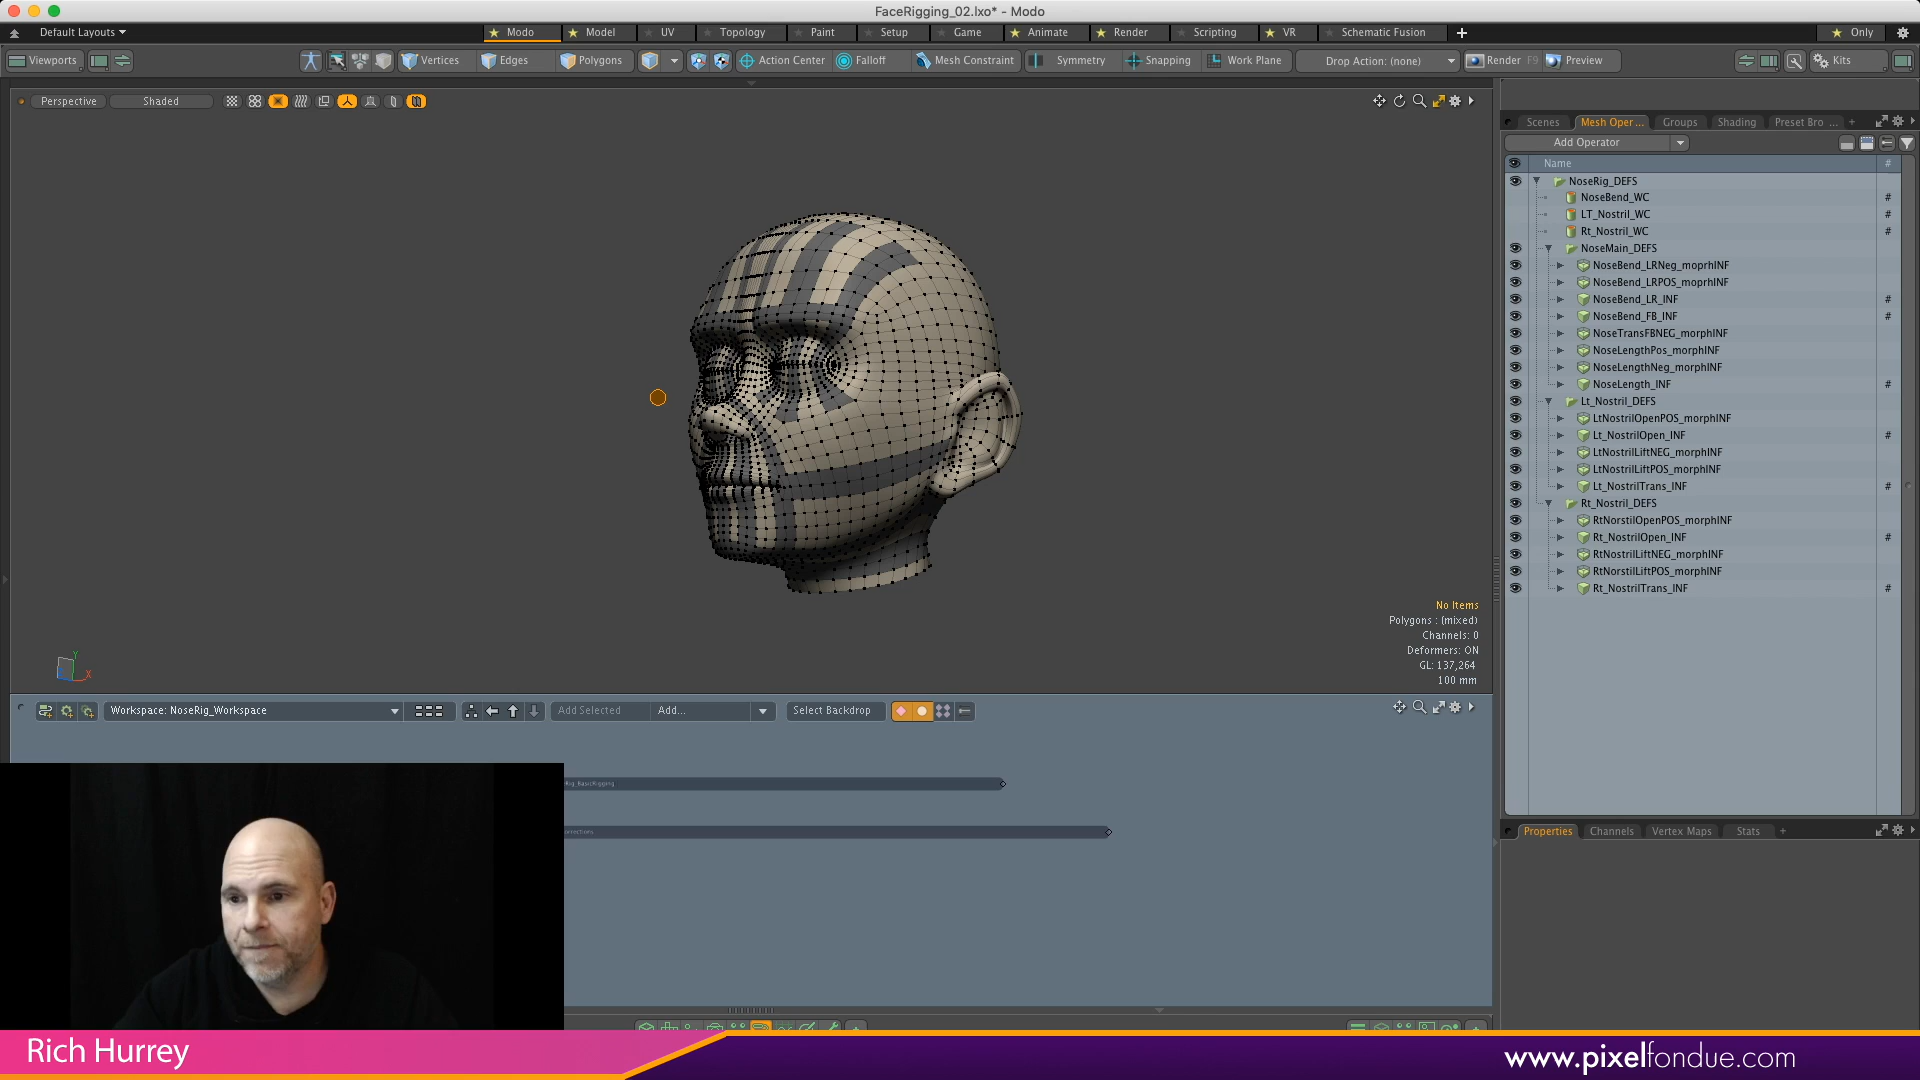 FaceRigging_02.lxo* - Modo
Default Layouts Modo Model UV Topology Paint Setup Game Animate Render Scripting VR Schematic Fusion + Only
Viewports Vertices Edges Polygons Action Center Falloff Mesh Constraint Symmetry Snapping Work Plane Drop Action: (none) Render F9 Preview Kits
Perspective Shaded
Scenes Mesh Oper ... Groups Shading Preset Bro ... +
Add Operator
Name #
NoseRig_DEFS
NoseBend_WC #
LT_Nostril_WC #
Rt_Nostril_WC #
NoseMain_DEFS
NoseBend_LRNeg_moprhINF
NoseBend_LRPOS_moprhINF
NoseBend_LR_INF #
NoseBend_FB_INF #
NoseTransFBNEG_morphINF
NoseLengthPos_morphINF
NoseLengthNeg_morphINF
NoseLength_INF #
Lt_Nostril_DEFS
LtNostrilOpenPOS_morphINF
Lt_NostrilOpen_INF #
LtNostrilLiftNEG_morphINF
LtNostrilLiftPOS_morphINF
Lt_NostrilTrans_INF #
Rt_Nostril_DEFS
RtNorstilOpenPOS_morphINF
Rt_NostrilOpen_INF #
RtNostrilLiftNEG_morphINF
RtNorstilLiftPOS_morphINF
Rt_NostrilTrans_INF #
No Items
Polygons : (mixed)
Channels: 0
Deformers: ON
GL: 137,264
100 mm
Y
X
Workspace: NoseRig_Workspace Add Selected Add... Select Backdrop
Rig_BasicRigging
Properties Channels Vertex Maps Stats +
Rich Hurrey
www.pixelfondue.com